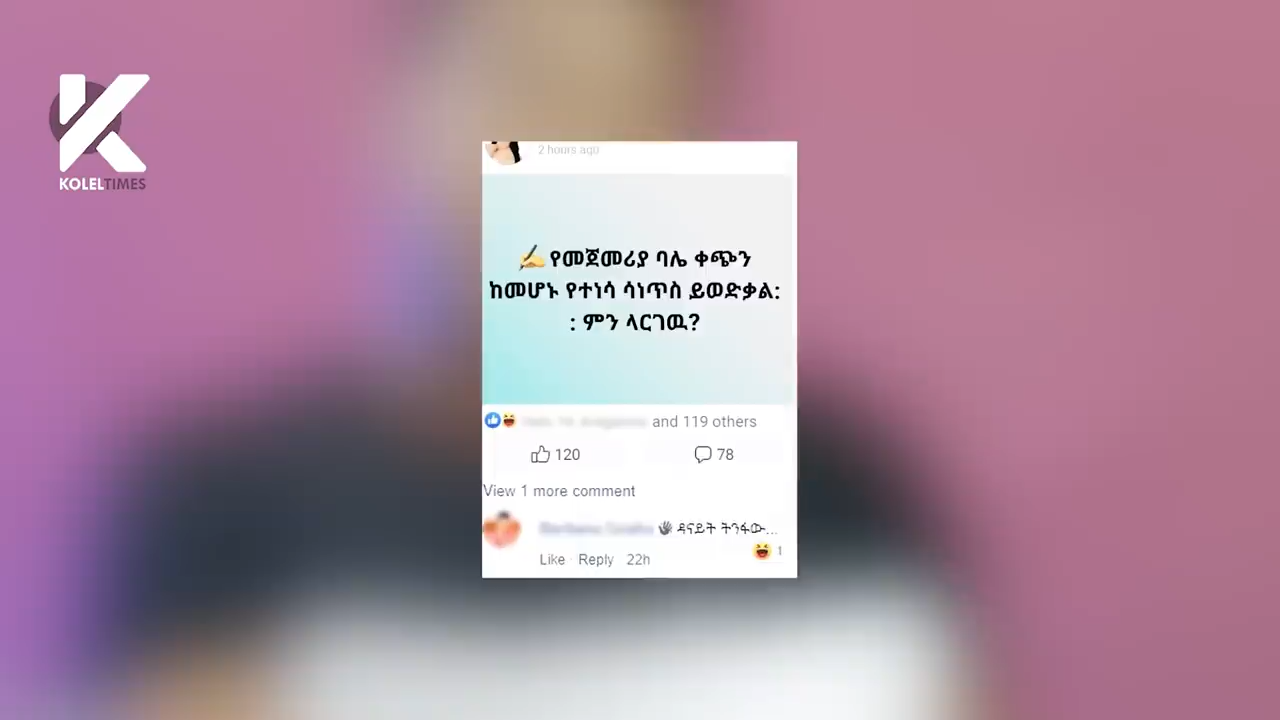 KOLELTIMES
2 hours ago
✍የመጀመሪያ ባሌ ቀጭን
ከመሆኑ የተነሳ ሳነጥስ ይወድቃል:
: ምን ላርገዉ?
and 119 others
120
78
View 1 more comment
ዳናይት ትንፋው...
1
Like · Reply 22h